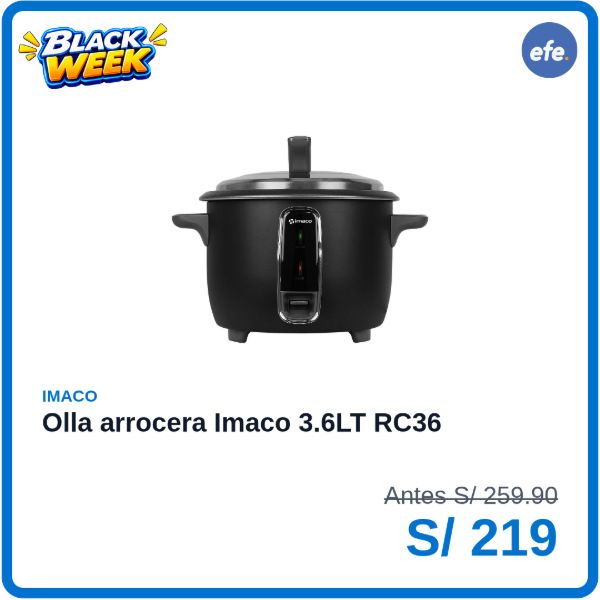 BLACK
WEEK
efe.
imaco
IMACO
Olla arrocera Imaco 3.6LT RC36
Antes S/ 259.90
S/ 219